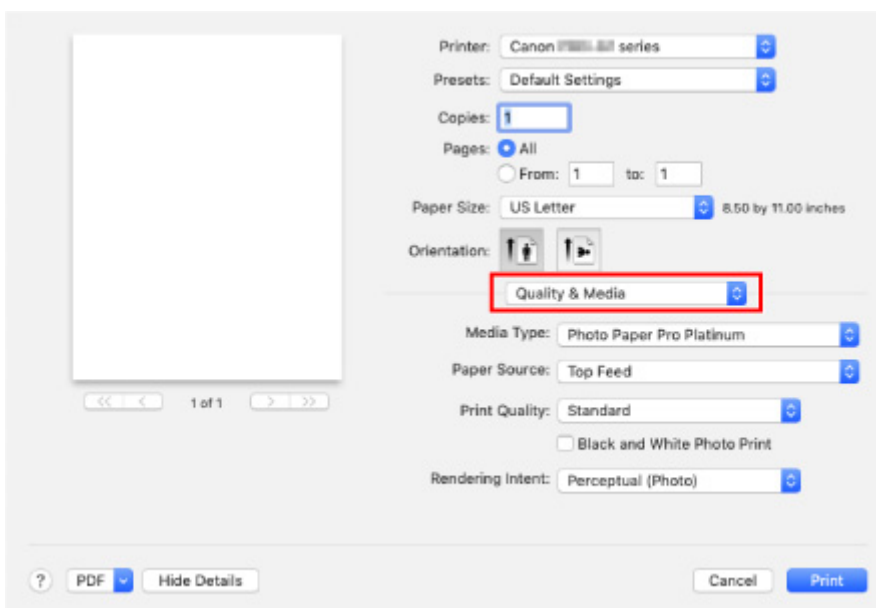 Printer: Canon series
Presets: Default Settings
Copies: 1
Pages: All
From: 1 to: 1
Paper Size: US Letter 8.50 by 11.00 inches
Orientation:
Quality & Media
Media Type: Photo Paper Pro Platinum
Paper Source: Top Feed
<< < 1 of 1 > >>
Print Quality: Standard
Black and White Photo Print
Rendering Intent: Perceptual (Photo)
? PDF Hide Details Cancel Print